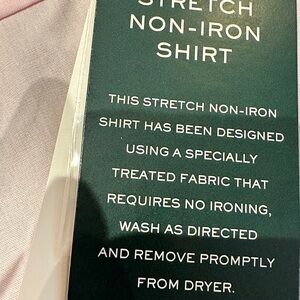 STRETCH
NON-IRON
SHIRT
THIS STRETCH NON-IRON
SHIRT HAS BEEN DESIGNED
USING A SPECIALLY
TREATED FABRIC THAT
REQUIRES NO IRONING,
WASH AS DIRECTED
AND REMOVE PROMPTLY
FROM DRYER.